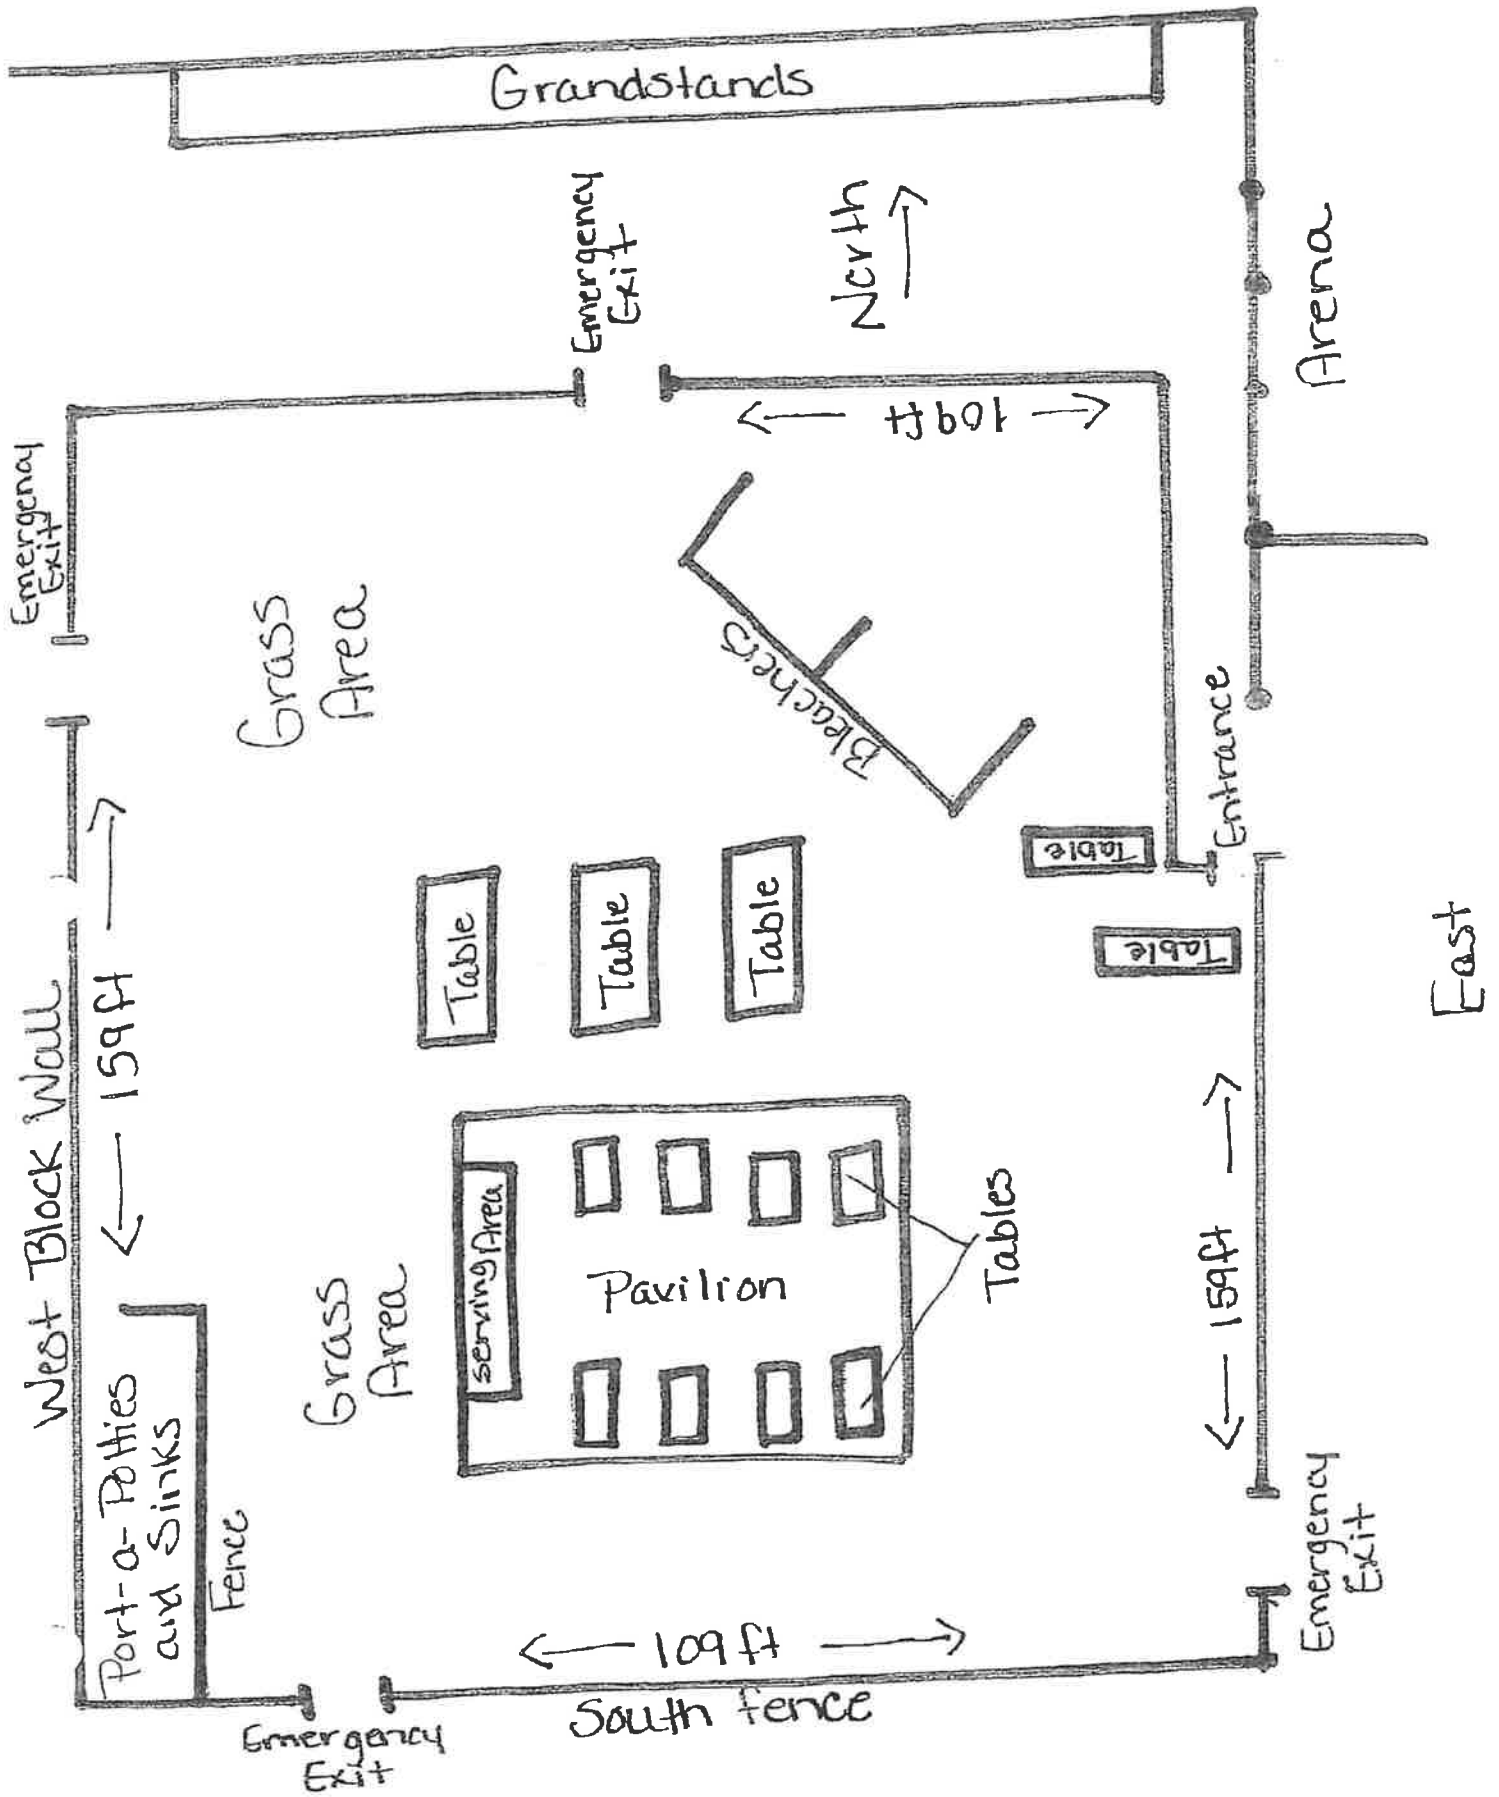 Grandstands
Emergency
Exit
North
Arena
109ft
Emergency
Exit
Grass
Area
Bleachers
Entrance
Table
Table
Table
Table
Table
East
West Block Wall
159ft
Port-a-Potties
and Sinks
Fence
Grass
Area
Serving Area
Pavilion
Tables
159ft
Emergency
Exit
109ft
South fence
Emergency
Exit